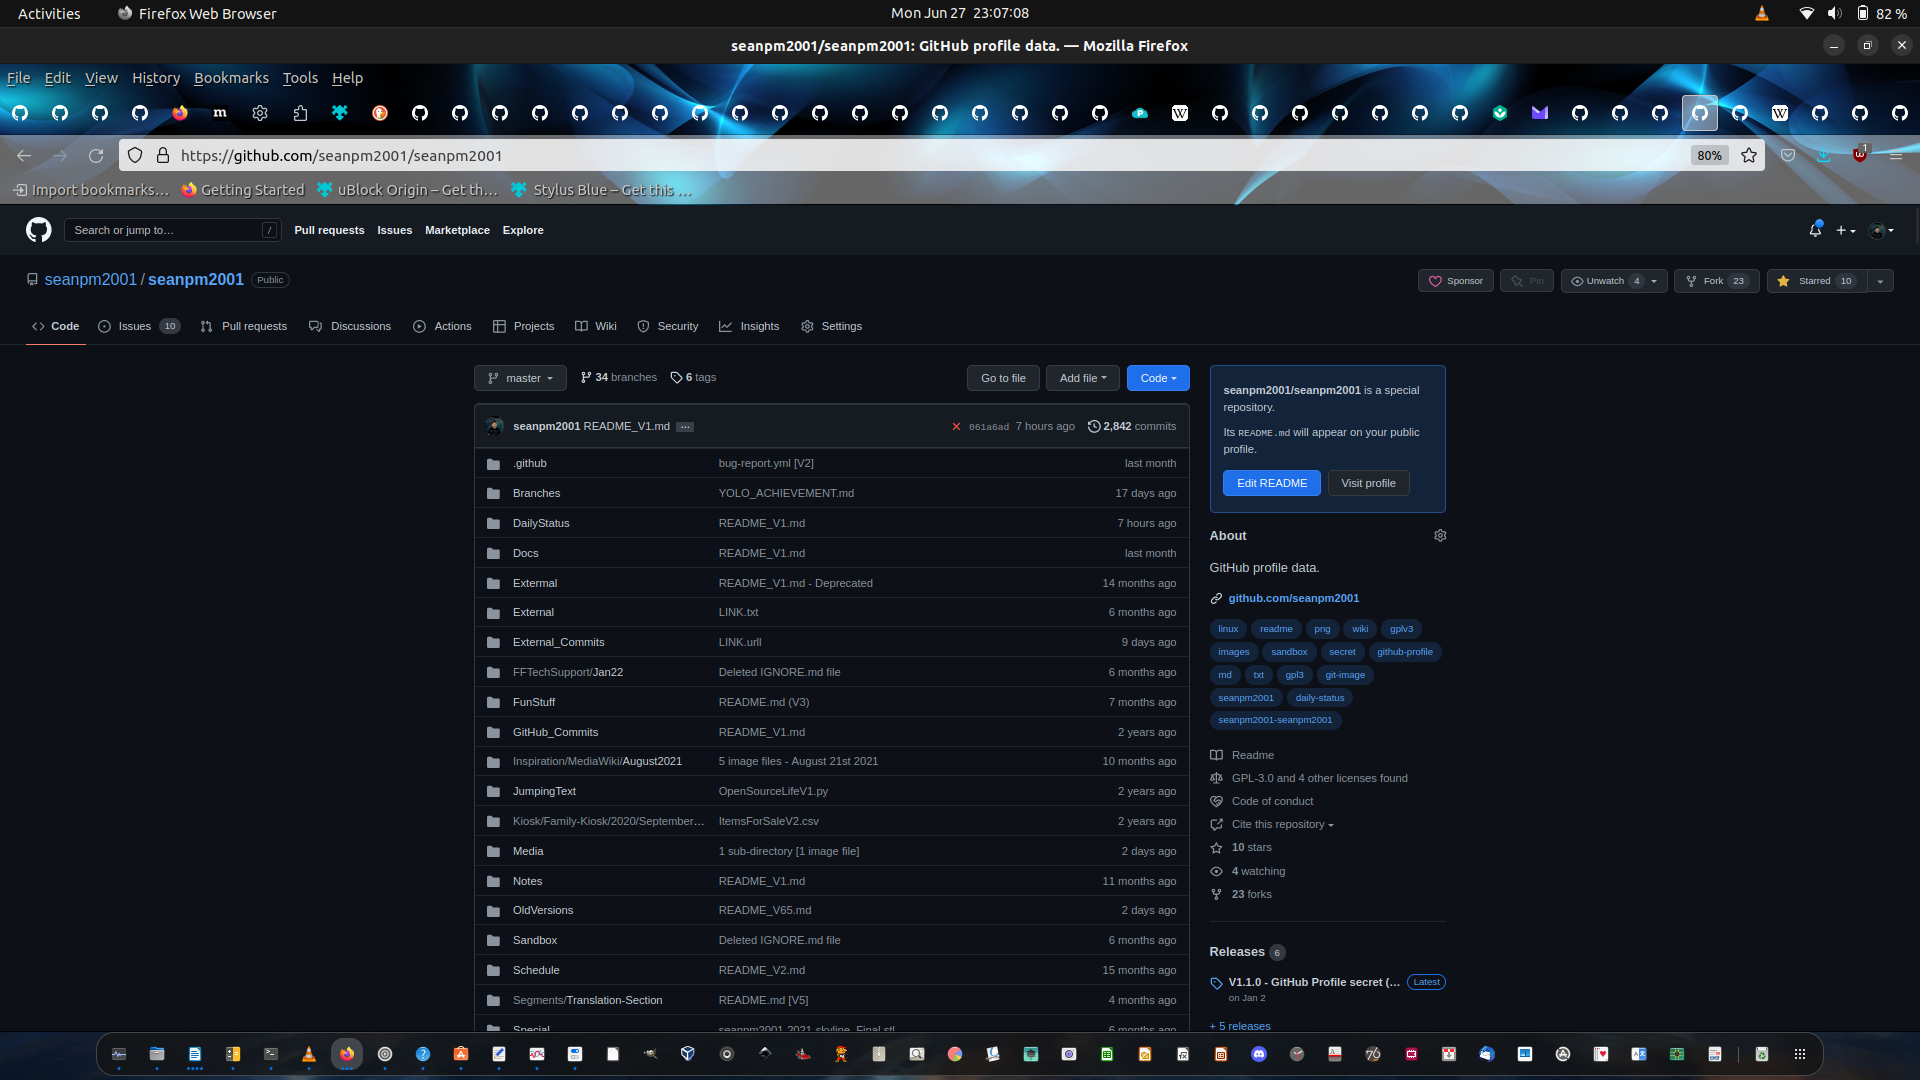 Activities
Firefox Web Browser
Mon Jun 27 23:07:08
82 %
seanpm2001/seanpm2001: GitHub profile data. — Mozilla Firefox
File Edit View History Bookmarks Tools Help
https://github.com/seanpm2001/seanpm2001
80%
1
Import bookmarks…
Getting Started
uBlock Origin – Get th…
Stylus Blue – Get this …
Search or jump to…
/
Pull requests Issues Marketplace Explore
seanpm2001 / seanpm2001
Public
Sponsor
Pin
Unwatch 4
Fork 23
Starred 10
Code
Issues 10
Pull requests
Discussions
Actions
Projects
Wiki
Security
Insights
Settings
master
34 branches
6 tags
Go to file
Add file
Code
seanpm2001 README_V1.md …
061a6ad 7 hours ago
2,842 commits
.github bug-report.yml [V2] last month
Branches YOLO_ACHIEVEMENT.md 17 days ago
DailyStatus README_V1.md 7 hours ago
Docs README_V1.md last month
Extermal README_V1.md - Deprecated 14 months ago
External LINK.txt 6 months ago
External_Commits LINK.urll 9 days ago
FFTechSupport/Jan22 Deleted IGNORE.md file 6 months ago
FunStuff README.md (V3) 7 months ago
GitHub_Commits README_V1.md 2 years ago
Inspiration/MediaWiki/August2021 5 image files - August 21st 2021 10 months ago
JumpingText OpenSourceLifeV1.py 2 years ago
Kiosk/Family-Kiosk/2020/September… ItemsForSaleV2.csv 2 years ago
Media 1 sub-directory [1 image file] 2 days ago
Notes README_V1.md 11 months ago
OldVersions README_V65.md 2 days ago
Sandbox Deleted IGNORE.md file 6 months ago
Schedule README_V2.md 15 months ago
Segments/Translation-Section README.md [V5] 4 months ago
Special seanpm2001-2021-skyline_Final.stl 6 months ago
seanpm2001/seanpm2001 is a special
repository.
Its README.md will appear on your public
profile.
Edit README
Visit profile
About
GitHub profile data.
github.com/seanpm2001
linux readme png wiki gplv3
images sandbox secret github-profile
md txt gpl3 git-image
seanpm2001 daily-status
seanpm2001-seanpm2001
Readme
GPL-3.0 and 4 other licenses found
Code of conduct
Cite this repository
10 stars
4 watching
23 forks
Releases 6
V1.1.0 - GitHub Profile secret (… Latest
on Jan 2
+ 5 releases